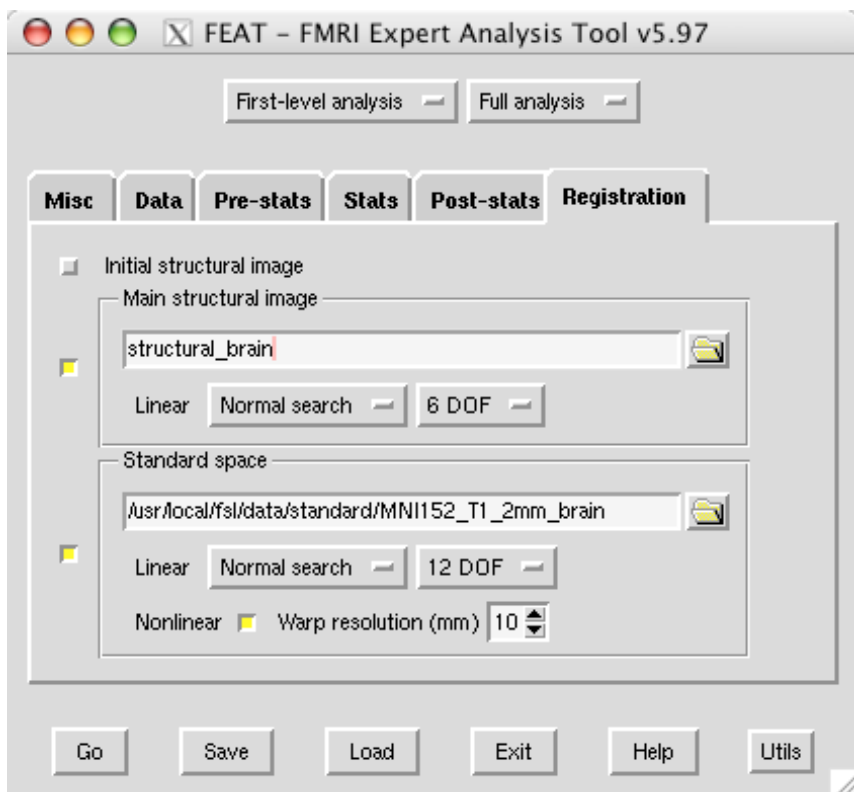 X FEAT - FMRI Expert Analysis Tool v5.97
First-level analysis Full analysis
Misc Data Pre-stats Stats Post-stats Registration
Initial structural image
Main structural image
structural_brain
Linear Normal search 6 DOF
Standard space
/usr/local/fsl/data/standard/MNI152_T1_2mm_brain
Linear Normal search 12 DOF
Nonlinear Warp resolution (mm) 10
Go Save Load Exit Help Utils